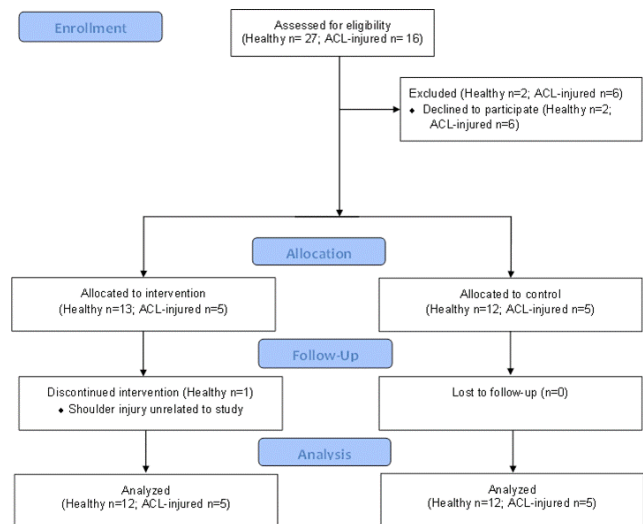 Enrollment
Assessed for eligibility
(Healthy n= 27; ACL-injured n= 16)
Excluded (Healthy n=2; ACL-injured n=6)
♦ Declined to participate (Healthy n=2;
ACL-injured n=6)
Allocation
Allocated to intervention
(Healthy n=13; ACL-injured n=5)
Allocated to control
(Healthy n=12; ACL-injured n=5)
Follow-Up
Discontinued intervention (Healthy n=1)
♦ Shoulder injury unrelated to study
Lost to follow-up (n=0)
Analysis
Analyzed
(Healthy n=12; ACL-injured n=5)
Analyzed
(Healthy n=12; ACL-injured n=5)